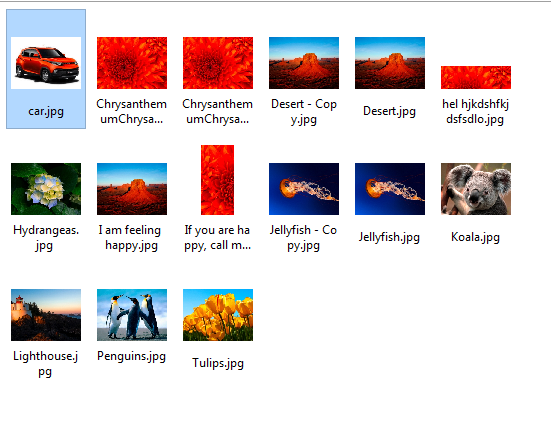 car.jpg
Chrysanthem
umChrysa...
Chrysanthem
umChrysa...
Desert - Cop
y.jpg
Desert.jpg
hel hjkdshfkj
dsfsdlo.jpg
Hydrangeas.
jpg
I am feeling
happy.jpg
If you are ha
ppy, call m...
Jellyfish - Co
py.jpg
Jellyfish.jpg
Koala.jpg
Lighthouse.j
pg
Penguins.jpg
Tulips.jpg